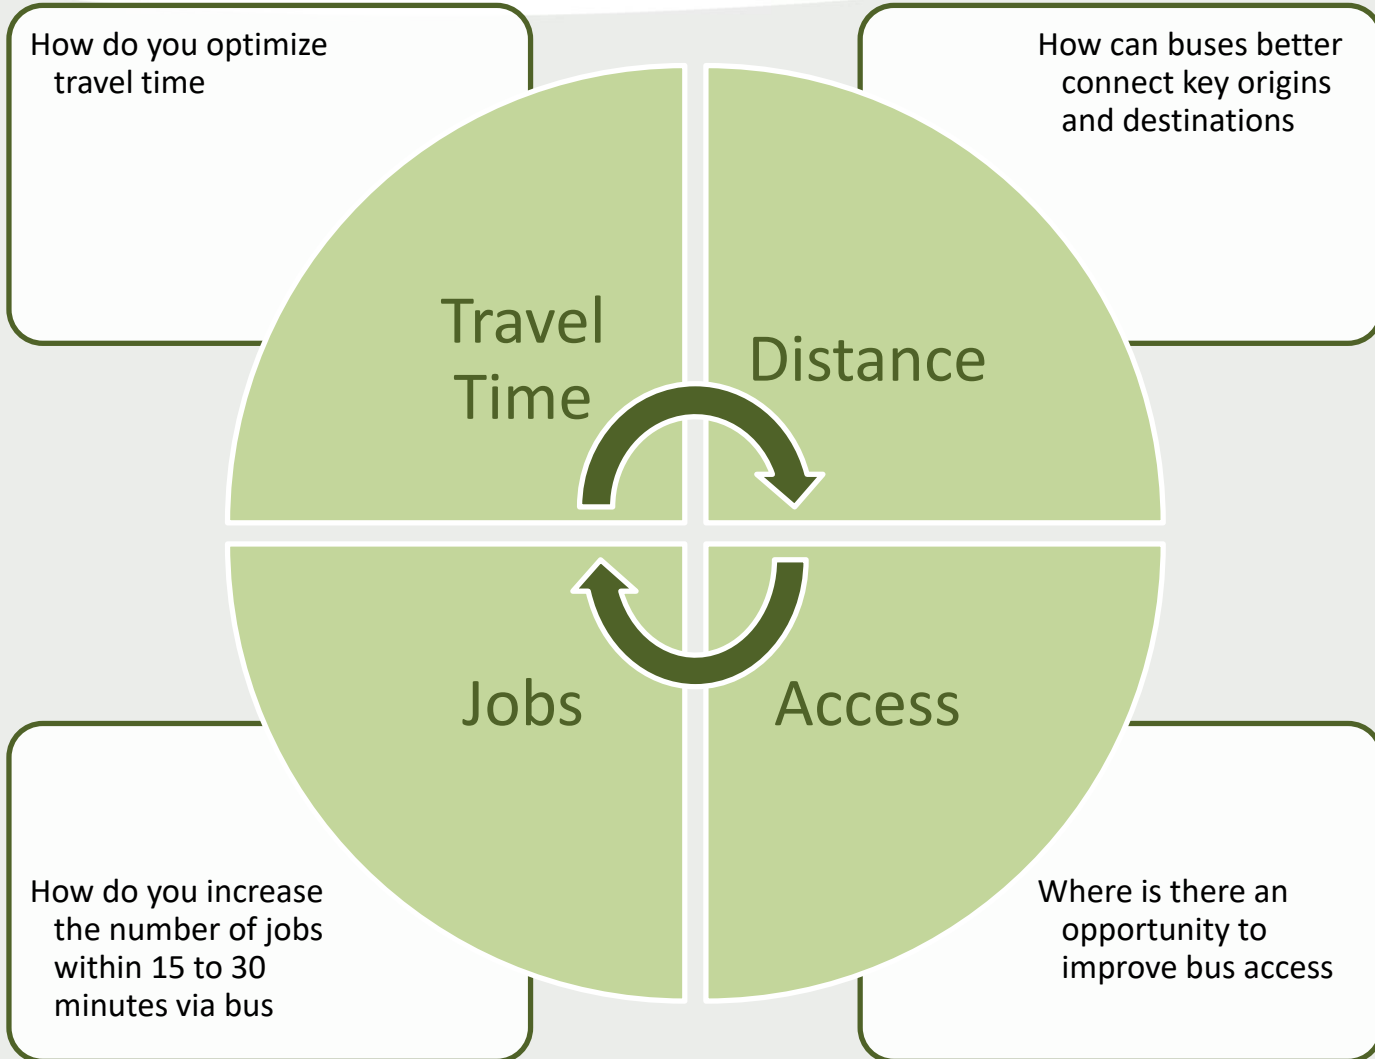 How do you optimize
travel time
How can buses better
connect key origins
and destinations
Travel
Time
Distance
Jobs
Access
How do you increase
the number of jobs
within 15 to 30
minutes via bus
Where is there an
opportunity to
improve bus access